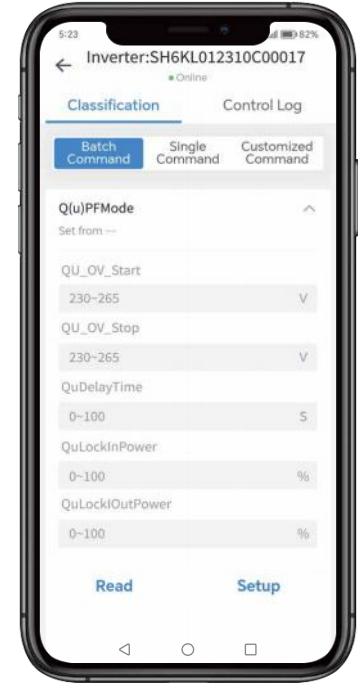 5:23
82%
Inverter:SH6KL012310C00017
Online
Classification Control Log
Batch Command Single Command Customized Command
Q(u)PFMode
Set from --
QU_OV_Start
230~265 V
QU_OV_Stop
230~265 V
QuDelayTime
0~100 S
QuLockInPower
0~100 %
QuLockIOutPower
0~100 %
Read Setup